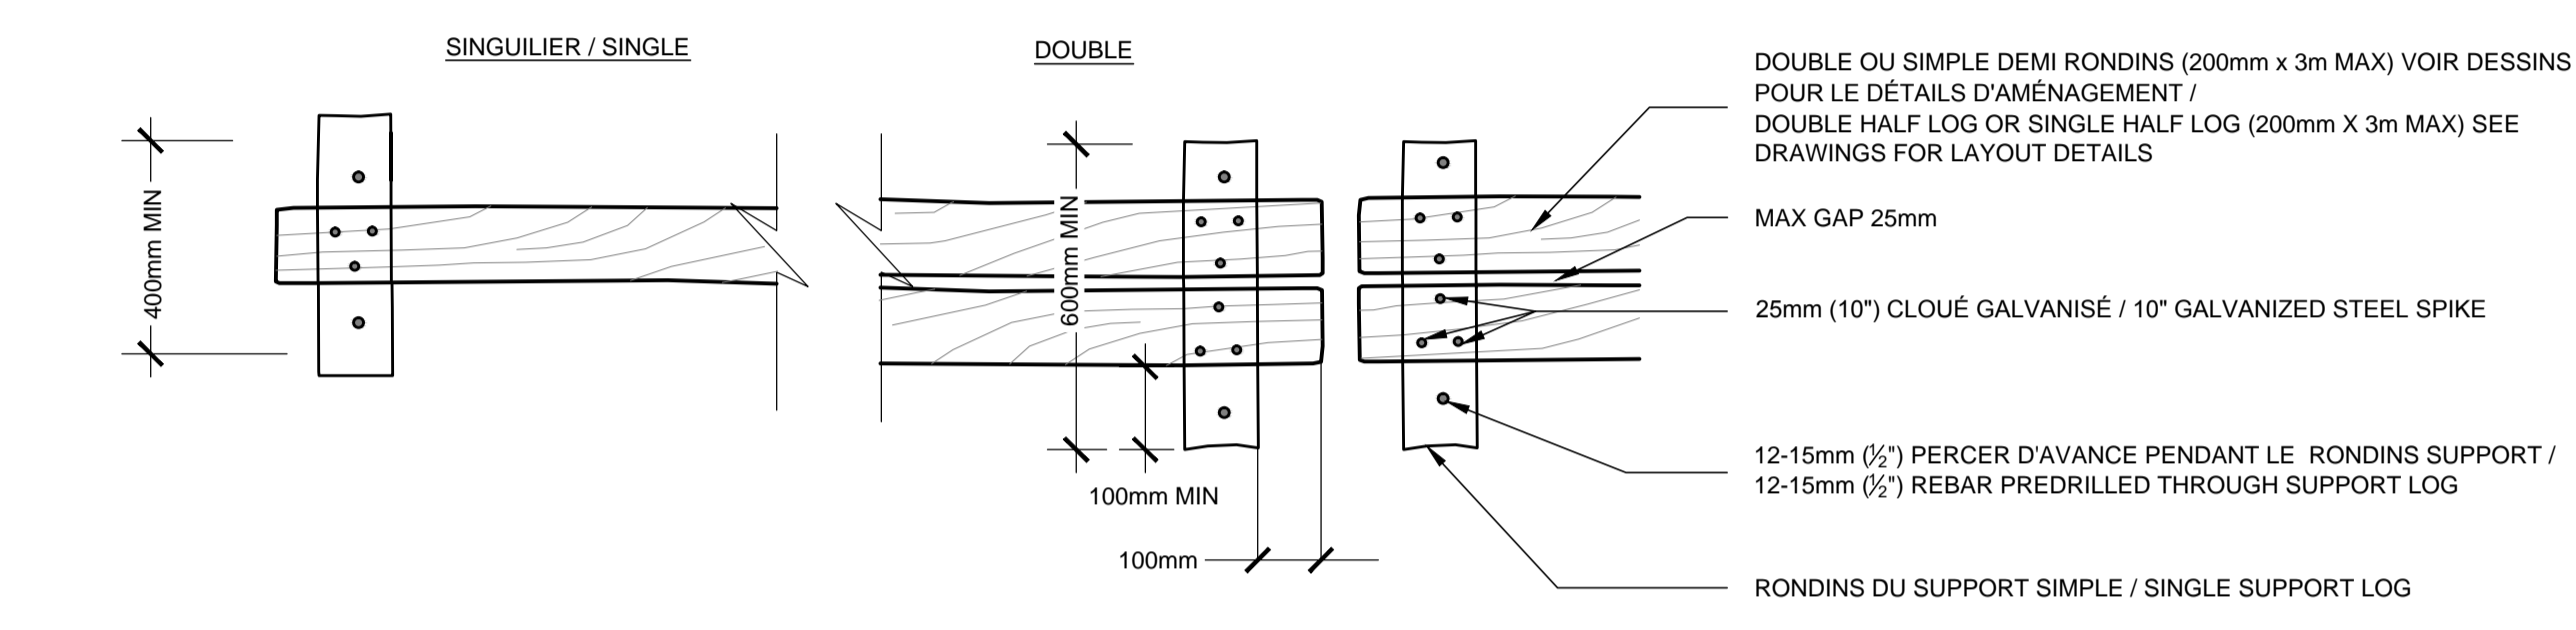 SINGUILIER / SINGLE
DOUBLE
400mm MIN
600mm MIN
100mm MIN
100mm
DOUBLE OU SIMPLE DEMI RONDINS (200mm x 3m MAX) VOIR DESSINS
POUR LE DÉTAILS D'AMÉNAGEMENT /
DOUBLE HALF LOG OR SINGLE HALF LOG (200mm X 3m MAX) SEE
DRAWINGS FOR LAYOUT DETAILS
MAX GAP 25mm
25mm (10") CLOUÉ GALVANISÉ / 10" GALVANIZED STEEL SPIKE
12-15mm (½") PERCER D'AVANCE PENDANT LE RONDINS SUPPORT /
12-15mm (½") REBAR PREDRILLED THROUGH SUPPORT LOG
RONDINS DU SUPPORT SIMPLE / SINGLE SUPPORT LOG